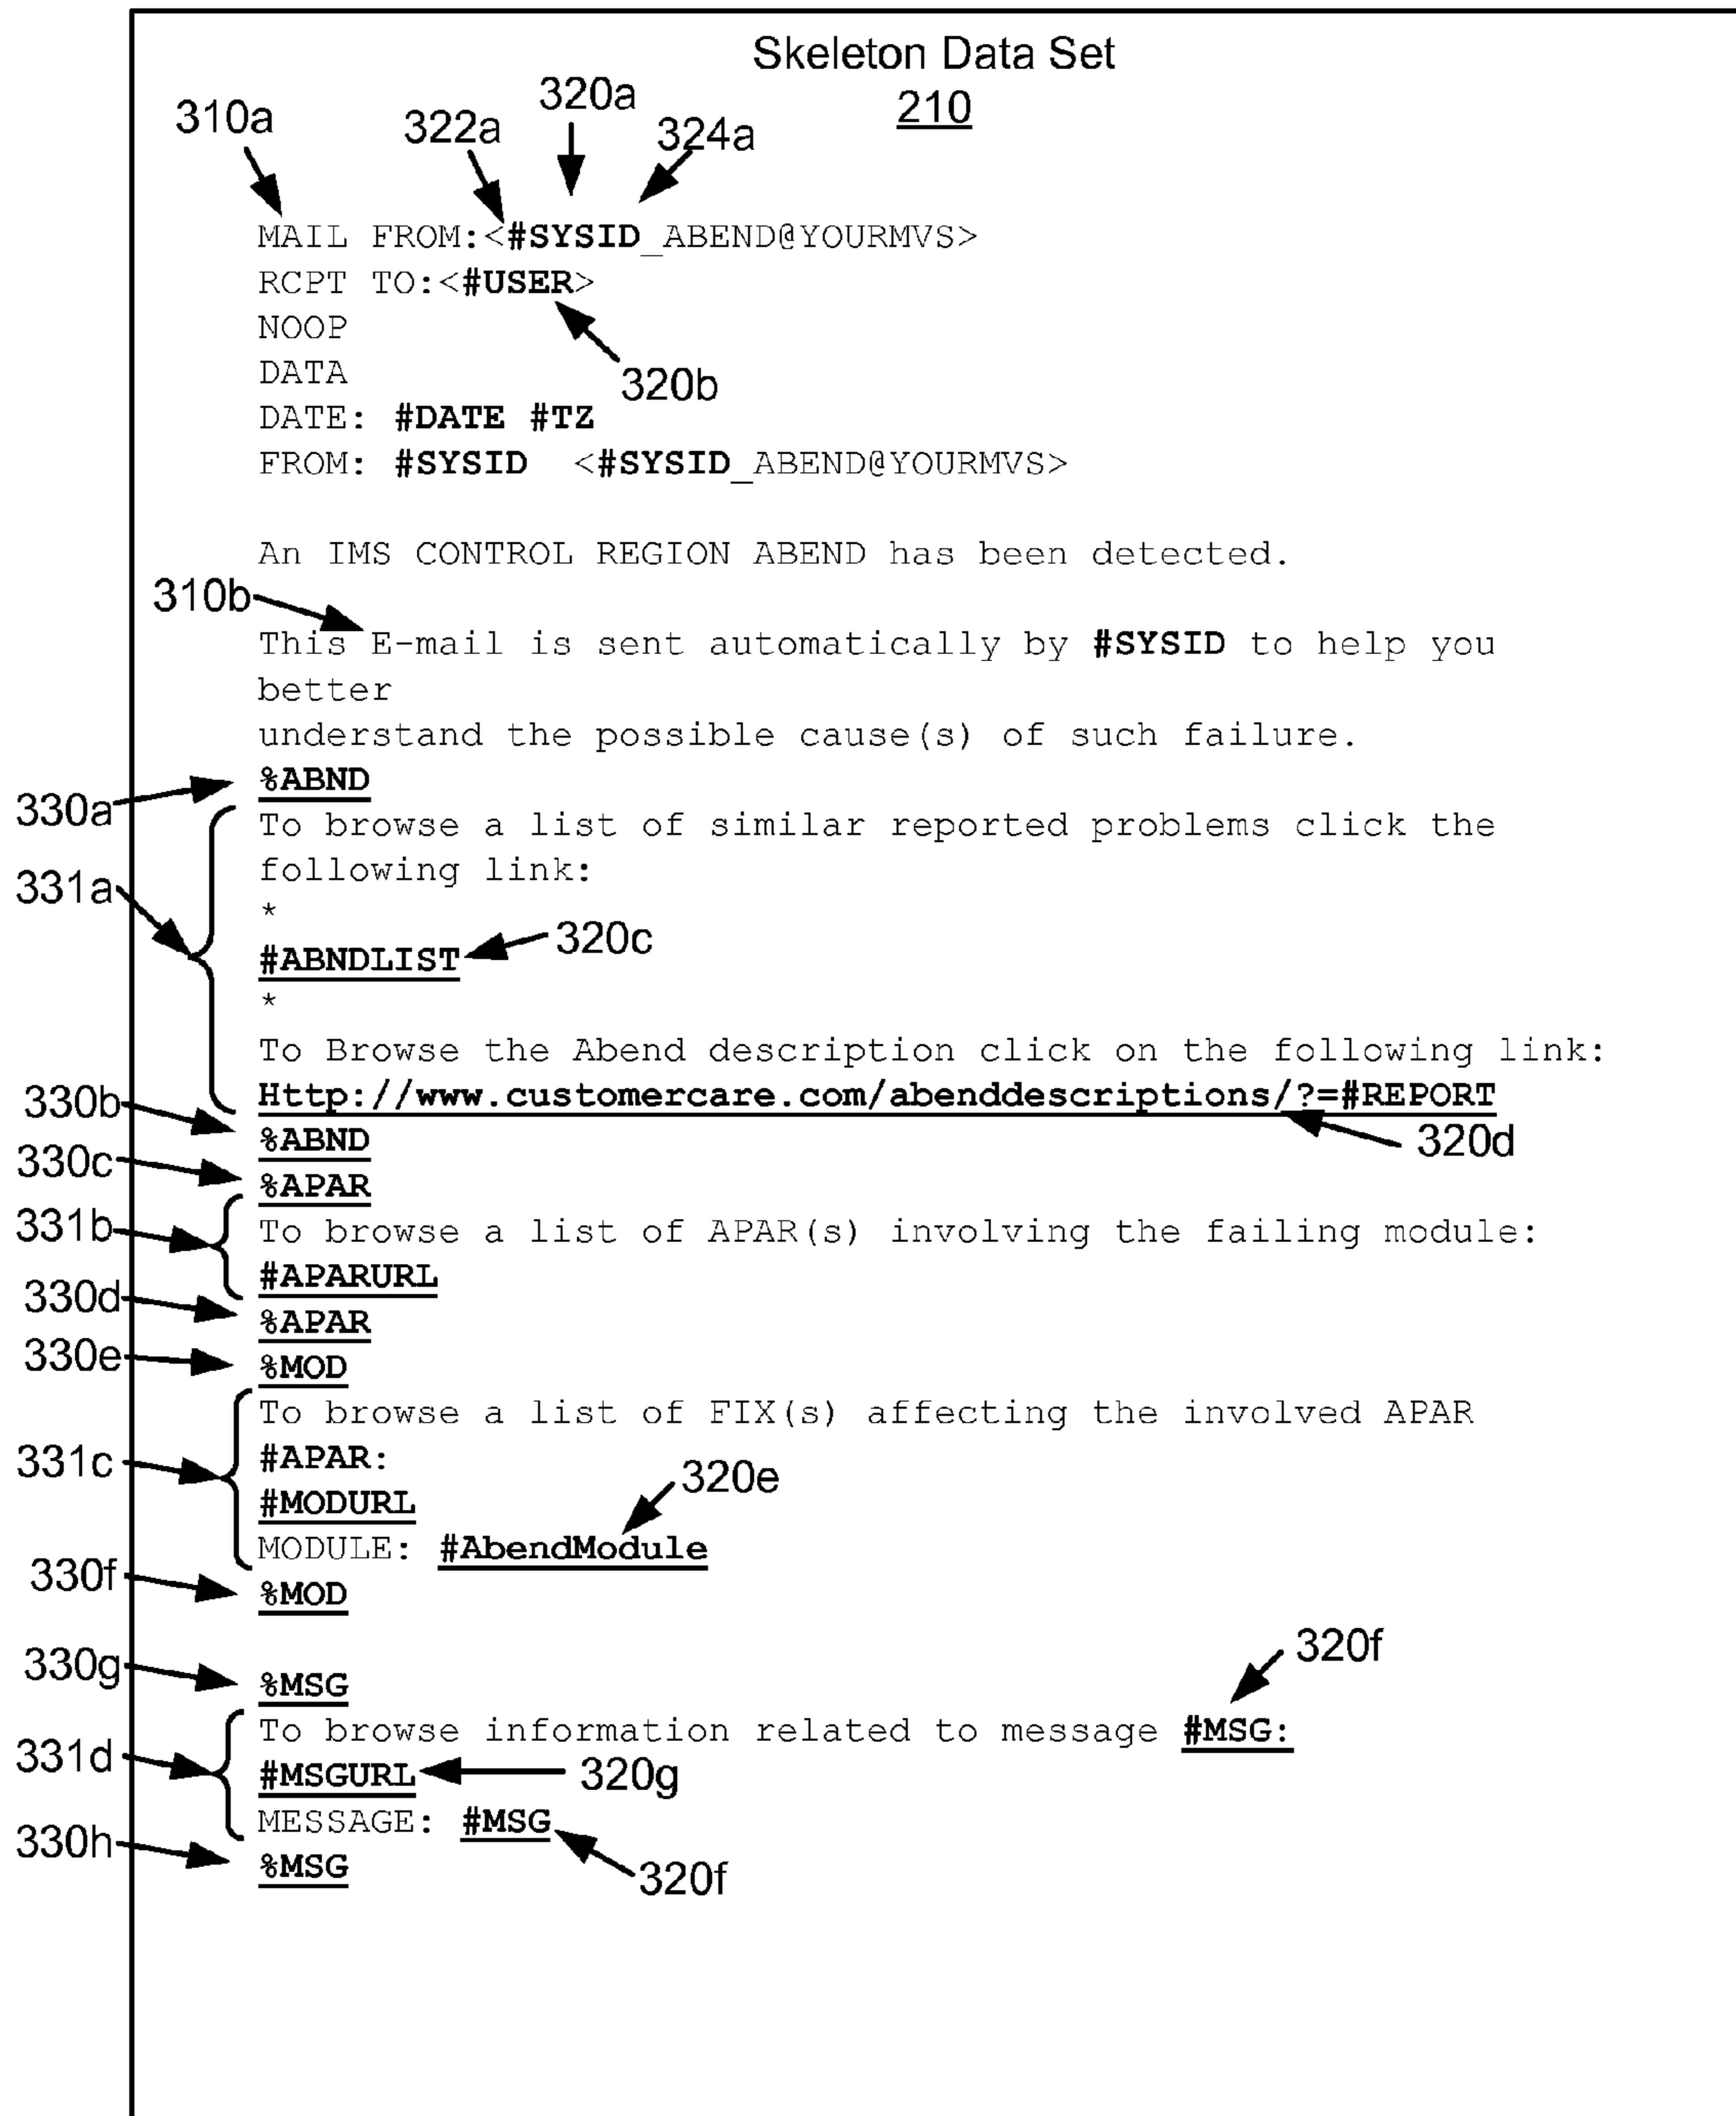 Skeleton Data Set
210
310a
322a
320a
324a
MAIL FROM:<#SYSID_ABEND@YOURMVS>
RCPT TO:<#USER>
320b
NOOP
DATA
DATE: #DATE #TZ
FROM: #SYSID <#SYSID_ABEND@YOURMVS>
An IMS CONTROL REGION ABEND has been detected.
310b
This E-mail is sent automatically by #SYSID to help you
better
understand the possible cause(s) of such failure.
330a
%ABND
331a
To browse a list of similar reported problems click the
following link:
*
#ABNDLIST
320c
*
To Browse the Abend description click on the following link:
Http://www.customercare.com/abenddescriptions/?=#REPORT
320d
330b
%ABND
330c
%APAR
331b
To browse a list of APAR(s) involving the failing module:
#APARURL
330d
%APAR
330e
%MOD
331c
To browse a list of FIX(s) affecting the involved APAR
#APAR:
#MODURL
320e
MODULE: #AbendModule
330f
%MOD
330g
%MSG
320f
331d
To browse information related to message #MSG:
#MSGURL
320g
MESSAGE: #MSG
320f
330h
%MSG